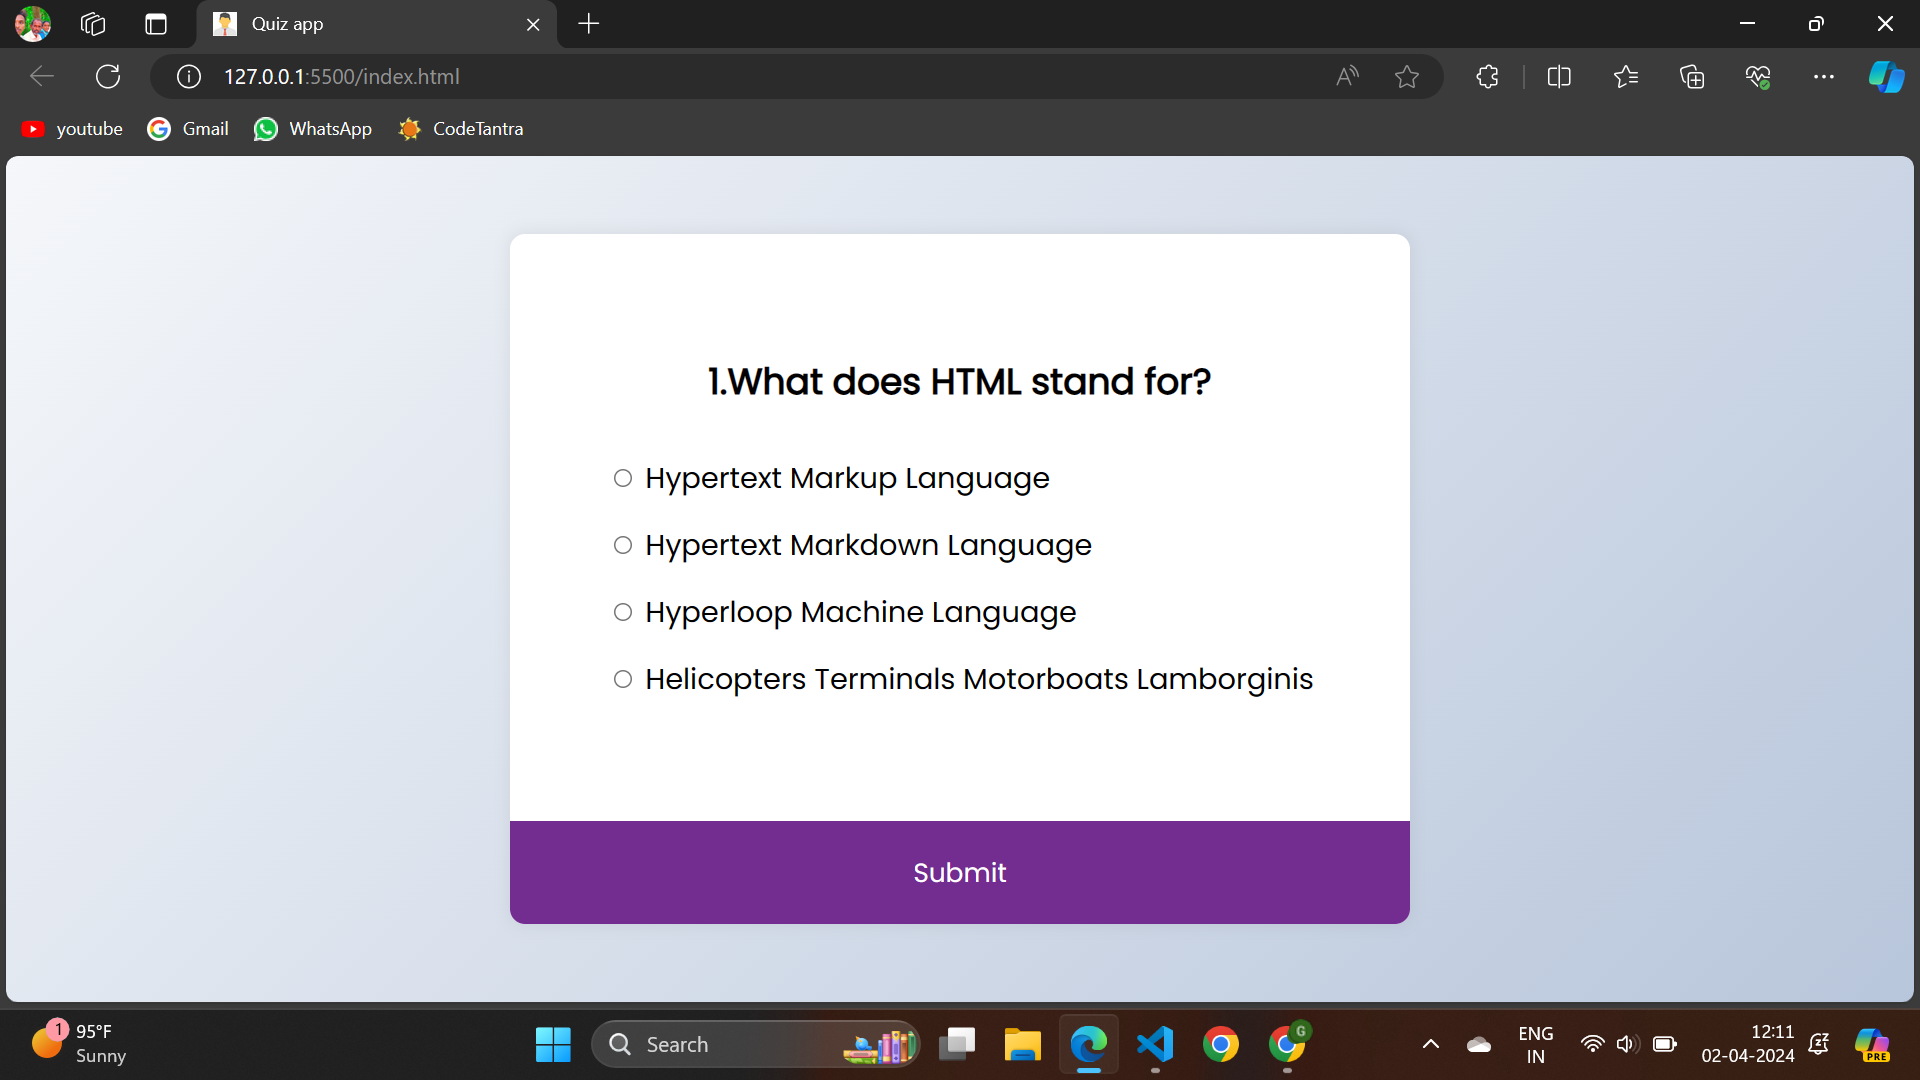 Quiz app
127.0.0.1:5500/index.html
youtube
Gmail
WhatsApp
CodeTantra
1.What does HTML stand for?
Hypertext Markup Language
Hypertext Markdown Language
Hyperloop Machine Language
Helicopters Terminals Motorboats Lamborginis
Submit
1
95°F
Sunny
Search
G
ENG
IN
12:11
02-04-2024
PRE